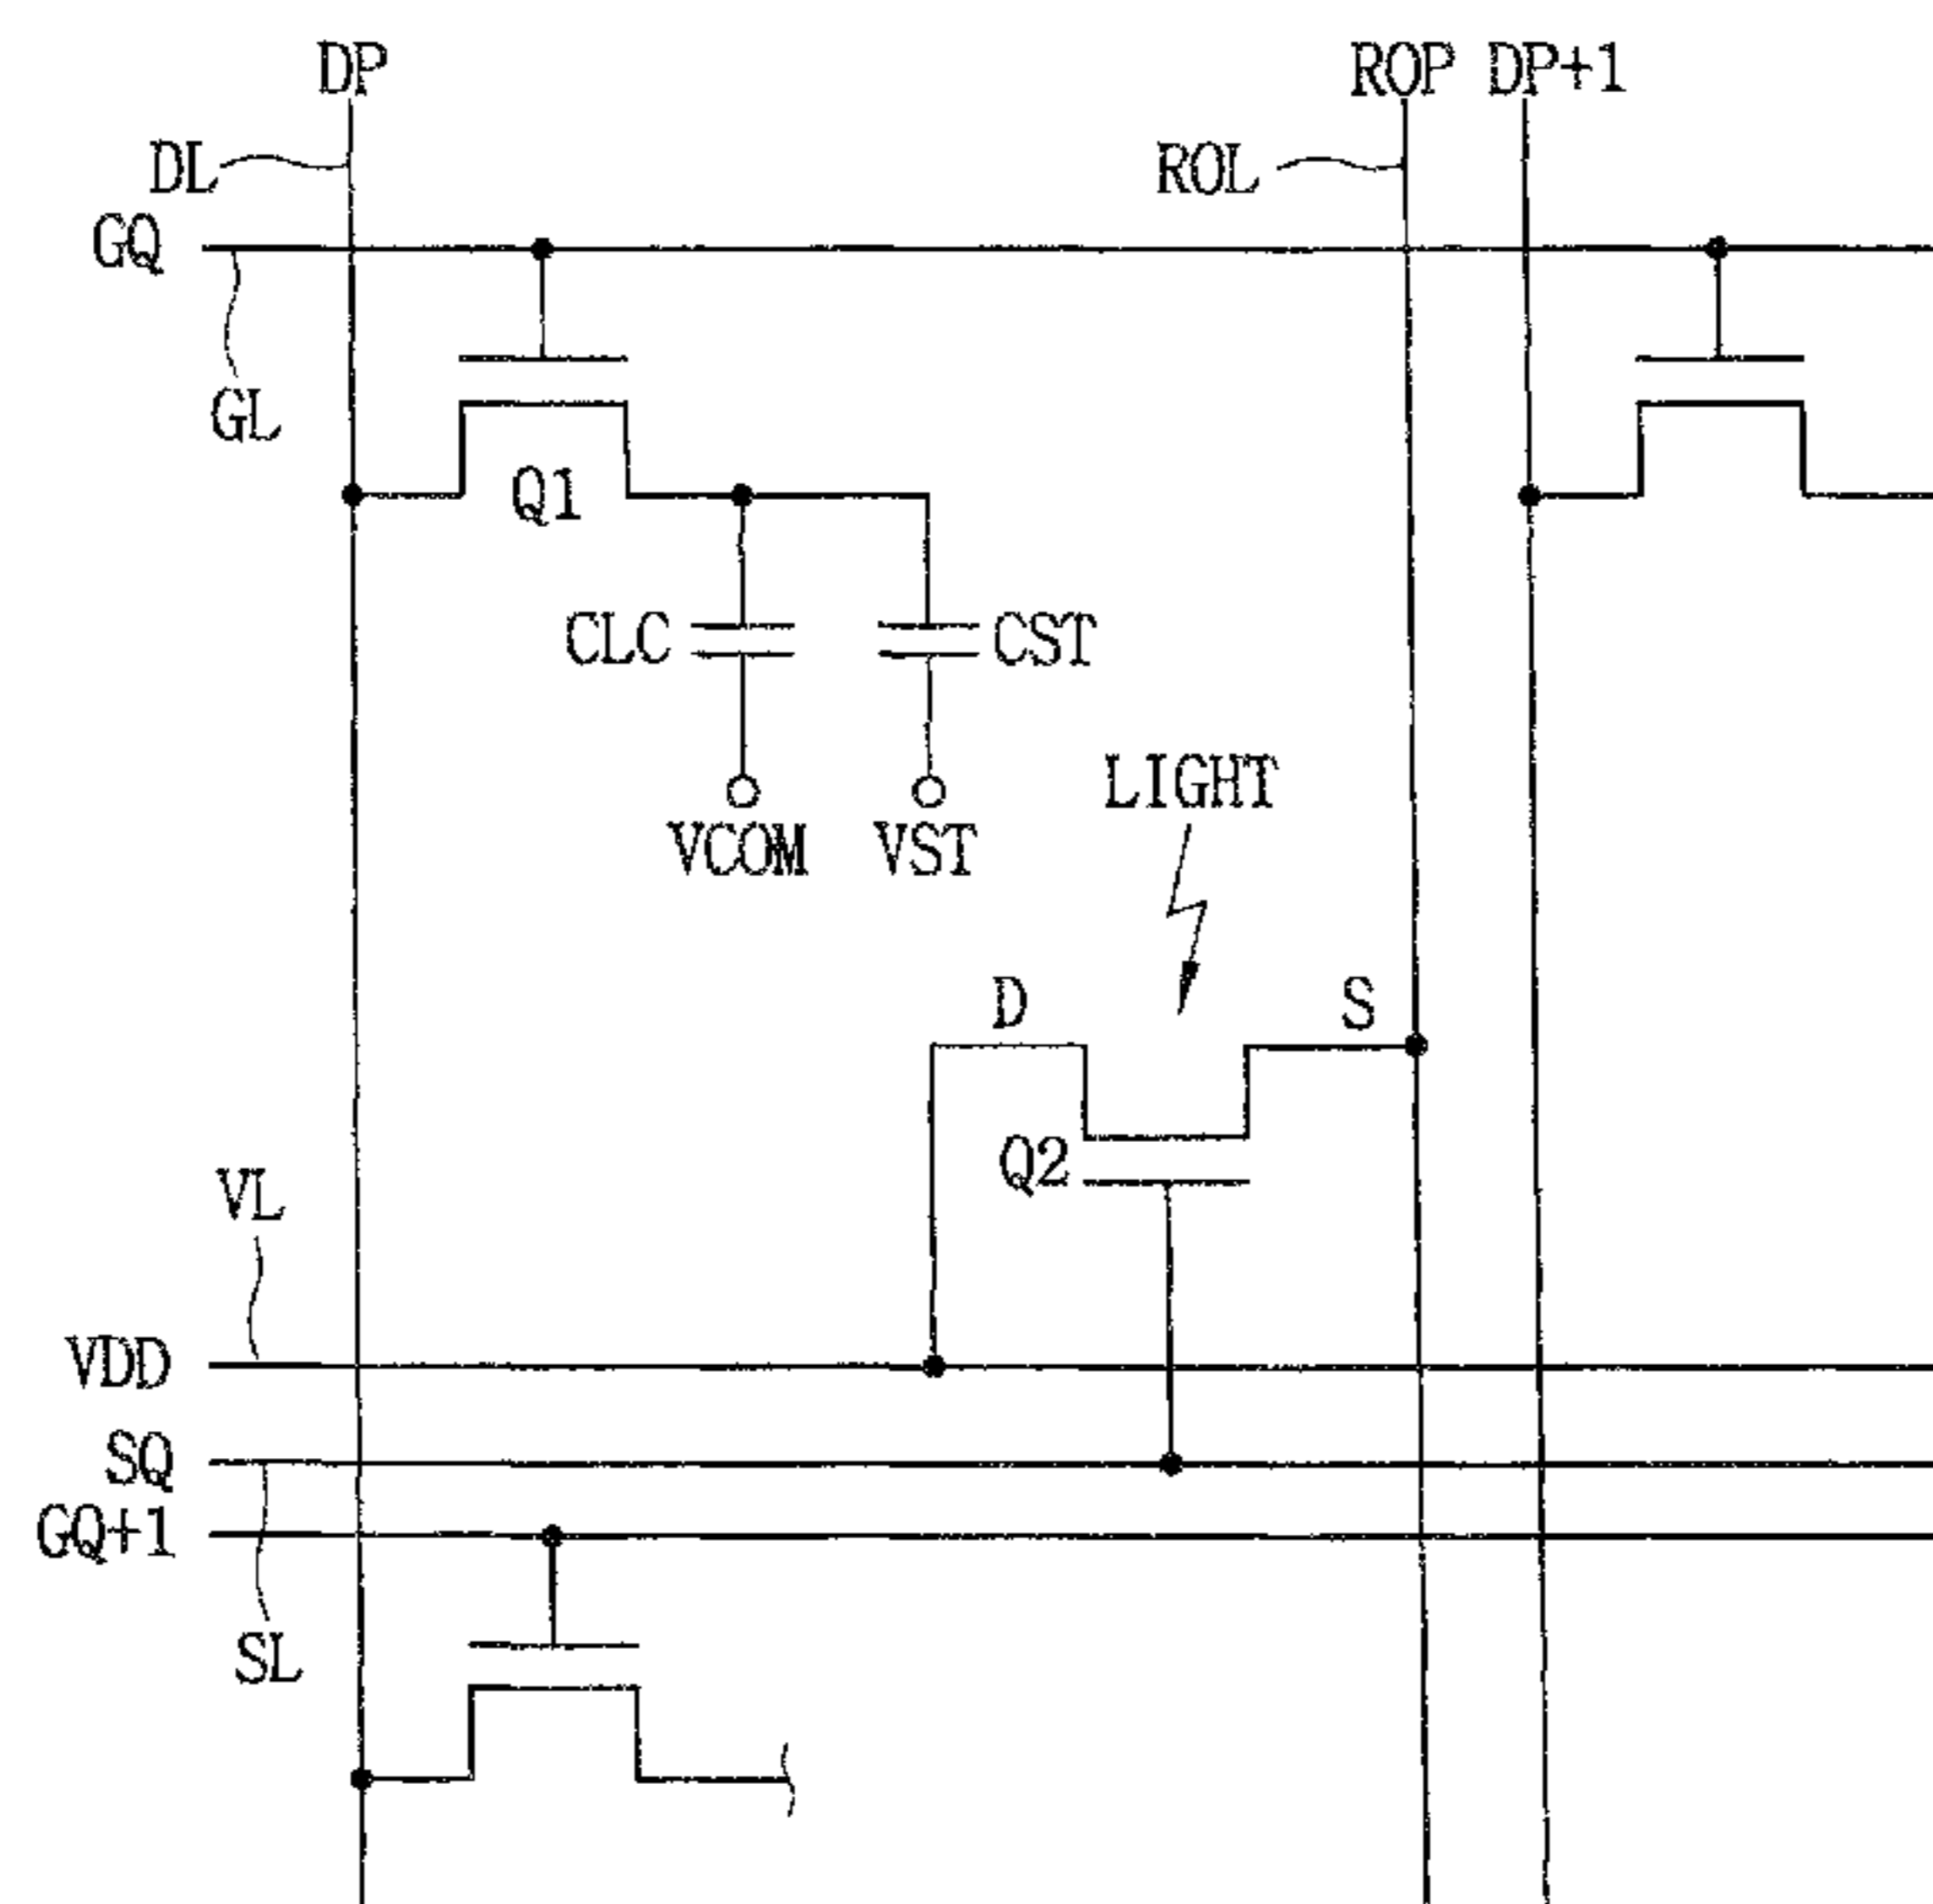 DP ROP DP+1
DL ROL
GQ
GL
Q1
CLC CST
LIGHT
VCOM VST
D S
Q2
VL
VDD
SQ
GQ+1
SL